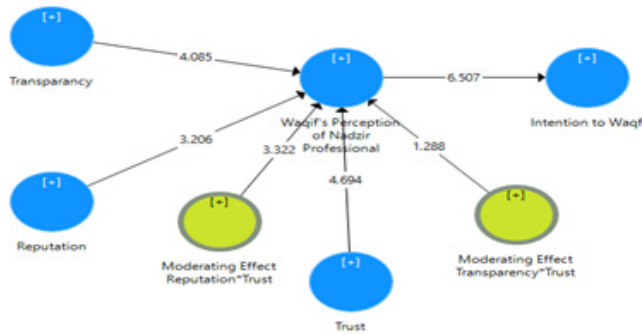 [+]
Transparancy
4.085
[+]
Waqif's Perception
of Nadzir
Professional
6.507
[+]
Intention to Waqf
3.206
3.322
4.694
1.288
[+]
Reputation
[+]
Moderating Effect
Reputation*Trust
[+]
Trust
[+]
Moderating Effect
Transparency*Trust